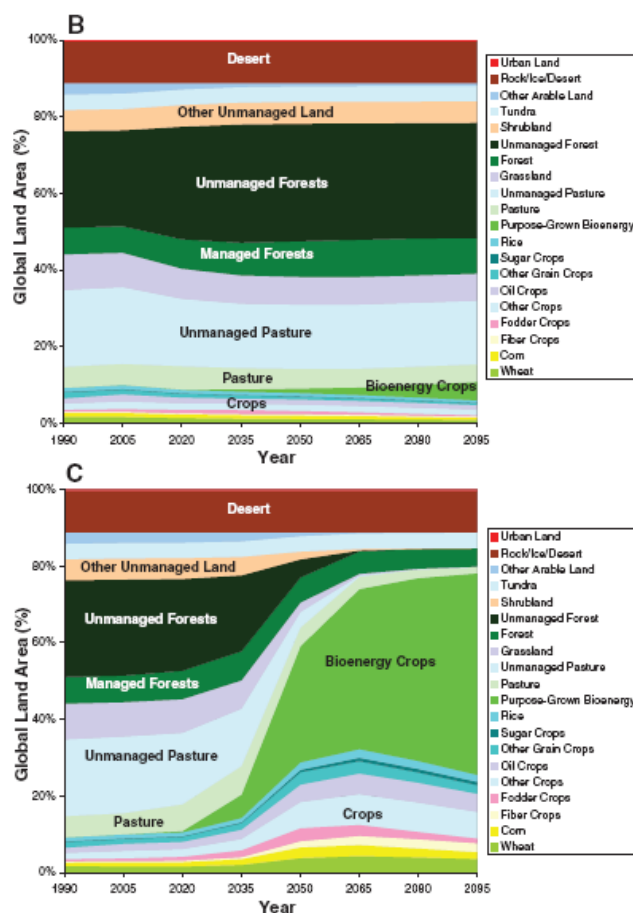 B
100%
80%
60%
40%
20%
0%
Global Land Area (%)
Desert
Other Unmanaged Land
Unmanaged Forests
Managed Forests
Unmanaged Pasture
Pasture
Bioenergy Crops
Crops
1990 2005 2020 2035 2050 2065 2080 2095
Year
Urban Land
Rock/Ice/Desert
Other Arable Land
Tundra
Shrubland
Unmanaged Forest
Forest
Grassland
Unmanaged Pasture
Pasture
Purpose-Grown Bioenergy
Rice
Sugar Crops
Other Grain Crops
Oil Crops
Other Crops
Fodder Crops
Fiber Crops
Corn
Wheat
C
100%
80%
60%
40%
20%
0%
Global Land Area (%)
Desert
Other Unmanaged Land
Unmanaged Forests
Managed Forests
Unmanaged Pasture
Pasture
Bioenergy Crops
Crops
1990 2005 2020 2035 2050 2065 2080 2095
Year
Urban Land
Rock/Ice/Desert
Other Arable Land
Tundra
Shrubland
Unmanaged Forest
Forest
Grassland
Unmanaged Pasture
Pasture
Purpose-Grown Bioenergy
Rice
Sugar Crops
Other Grain Crops
Oil Crops
Other Crops
Fodder Crops
Fiber Crops
Corn
Wheat